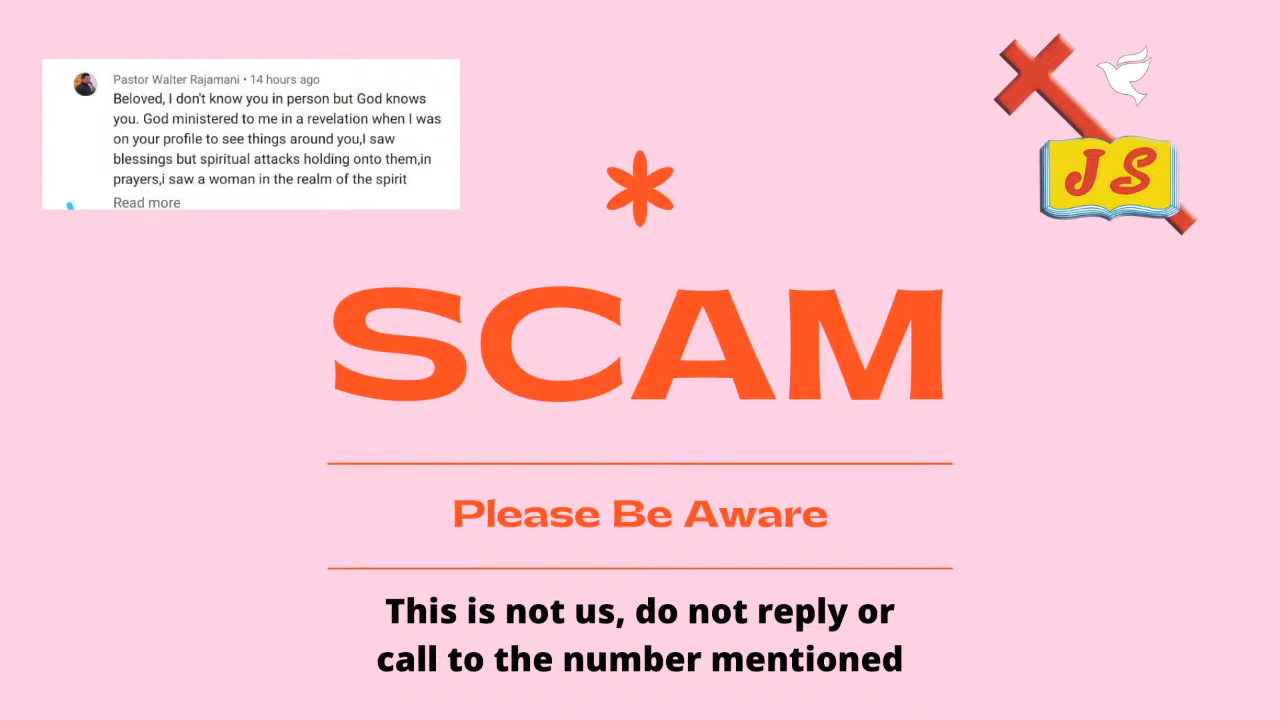 Pastor Walter Rajamani • 14 hours ago
Beloved, I don't know you in person but God knows
you. God ministered to me in a revelation when I was
on your profile to see things around you,I saw
blessings but spiritual attacks holding onto them,in
prayers,i saw a woman in the realm of the spirit
Read more
JS
SCAM
Please Be Aware
This is not us, do not reply or
call to the number mentioned